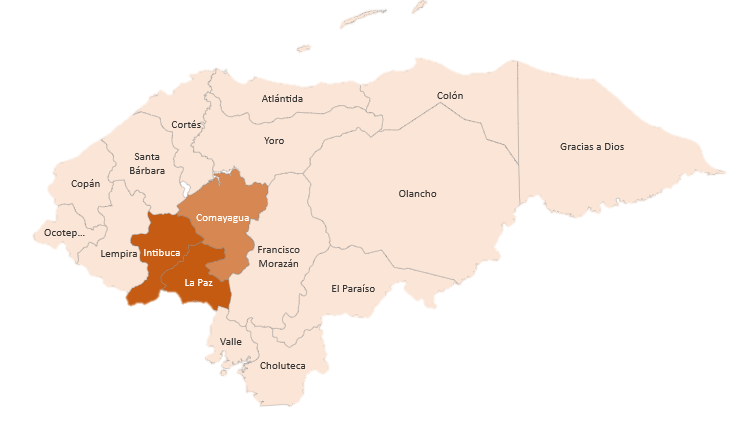 Atlántida
Colón
Cortés
Yoro
Gracias a Dios
Santa
Bárbara
Copán
Olancho
Comayagua
Ocotep...
Lempira
Intibuca
Francisco
Morazán
La Paz
El Paraíso
Valle
Choluteca